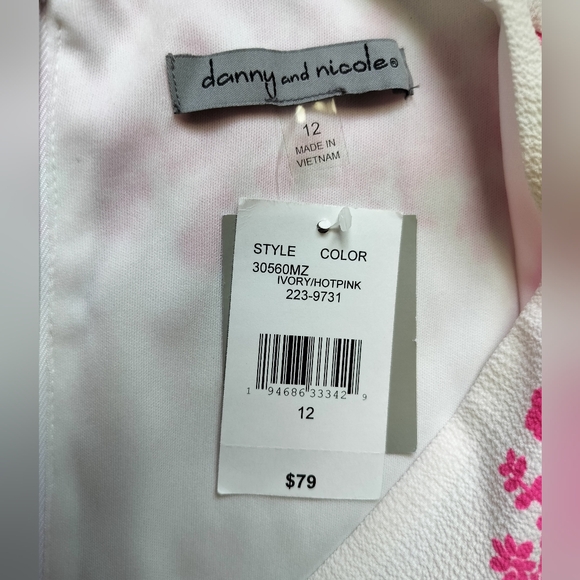 danny and nicole®
12
MADE IN
VIETNAM
STYLE COLOR
30560MZ
IVORY/HOTPINK
223-9731
1 94686 33342 9
12
$79